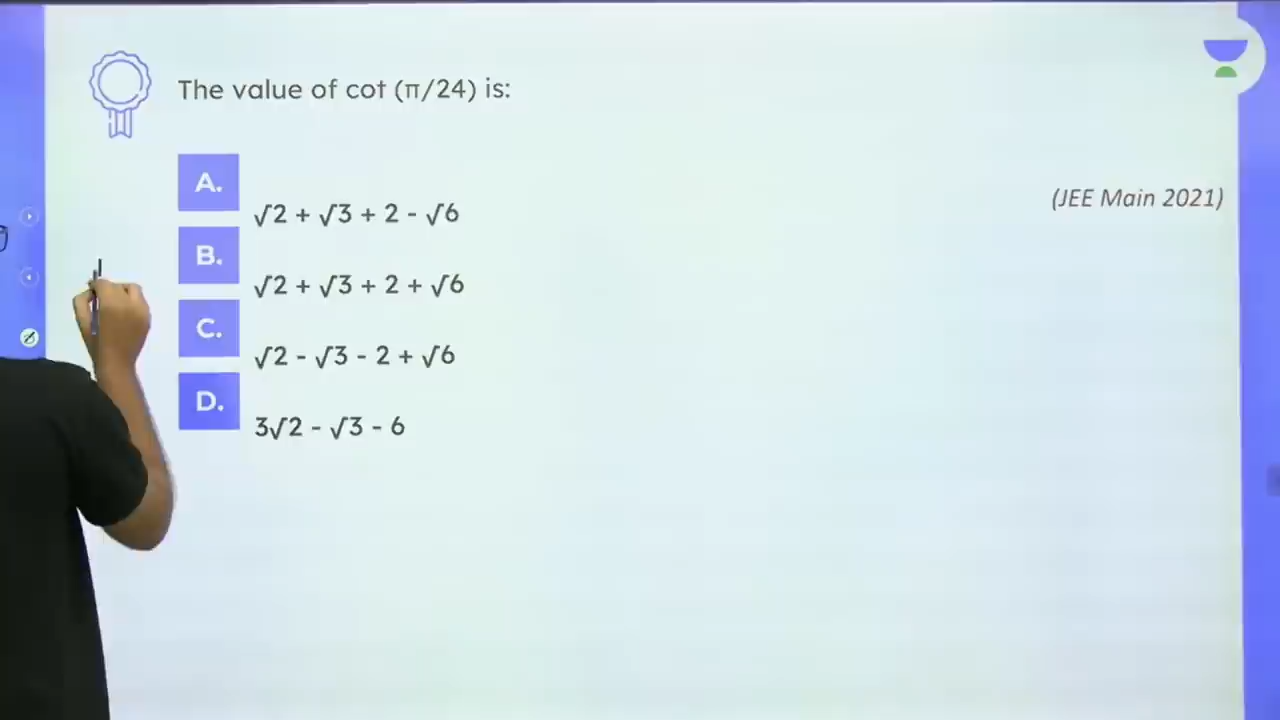 The value of cot (π/24) is:
(JEE Main 2021)
A.
√2 + √3 + 2 - √6
B.
√2 + √3 + 2 + √6
C.
√2 - √3 - 2 + √6
D.
3√2 - √3 - 6